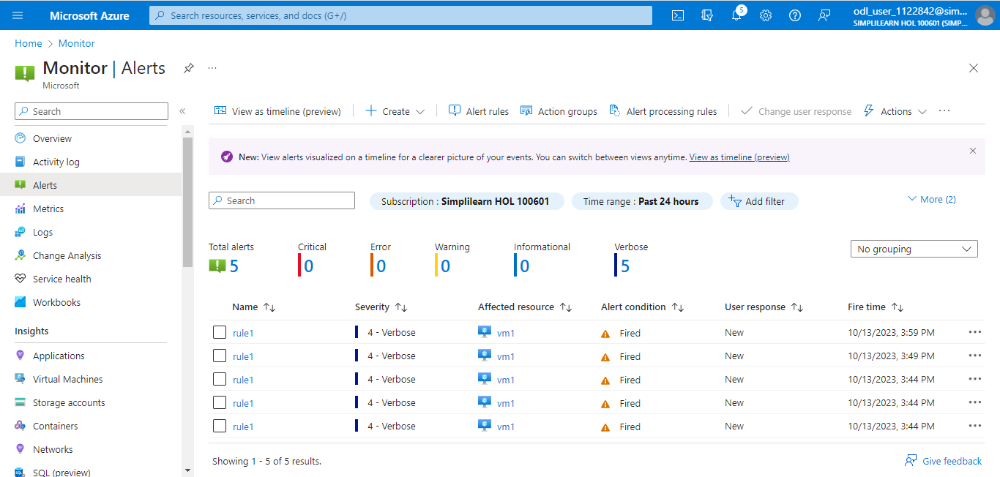 Microsoft Azure
Search resources, services, and docs (G+/)
5
odl_user_1122842@sim...
SIMPLILEARN HOL 100601 (SIMP...
Home > Monitor
Monitor | Alerts
...
Microsoft
Search
«
View as timeline (preview)
Create
Alert rules
Action groups
Alert processing rules
Change user response
Actions
...
Overview
Activity log
Alerts
Metrics
Logs
Change Analysis
Service health
Workbooks
Insights
Applications
Virtual Machines
Storage accounts
Containers
Networks
SQL (preview)
New: View alerts visualized on a timeline for a clearer picture of your events. You can switch between views anytime. View as timeline (preview)
Search
Subscription : Simplilearn HOL 100601
Time range : Past 24 hours
Add filter
More (2)
Total alerts
5
Critical
0
Error
0
Warning
0
Informational
0
Verbose
5
No grouping
Name Severity Affected resource Alert condition User response Fire time
rule1 4 - Verbose vm1 Fired New 10/13/2023, 3:59 PM
rule1 4 - Verbose vm1 Fired New 10/13/2023, 3:49 PM
rule1 4 - Verbose vm1 Fired New 10/13/2023, 3:44 PM
rule1 4 - Verbose vm1 Fired New 10/13/2023, 3:44 PM
rule1 4 - Verbose vm1 Fired New 10/13/2023, 3:44 PM
Showing 1 - 5 of 5 results.
Give feedback